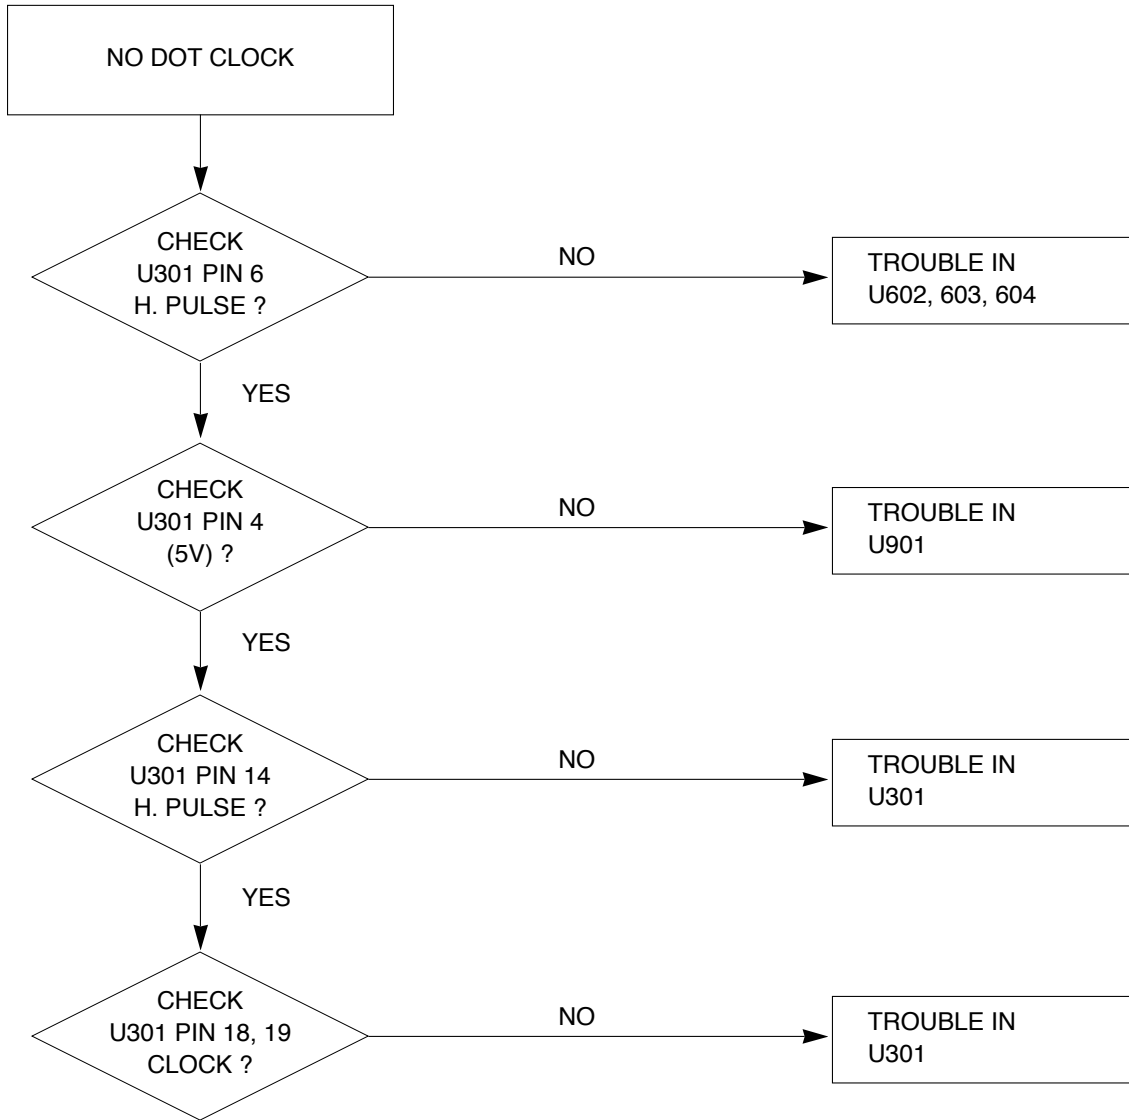 NO DOT CLOCK
CHECK
U301 PIN 6
H. PULSE ?
NO
TROUBLE IN
U602, 603, 604
YES
CHECK
U301 PIN 4
(5V) ?
NO
TROUBLE IN
U901
YES
CHECK
U301 PIN 14
H. PULSE ?
NO
TROUBLE IN
U301
YES
CHECK
U301 PIN 18, 19
CLOCK ?
NO
TROUBLE IN
U301